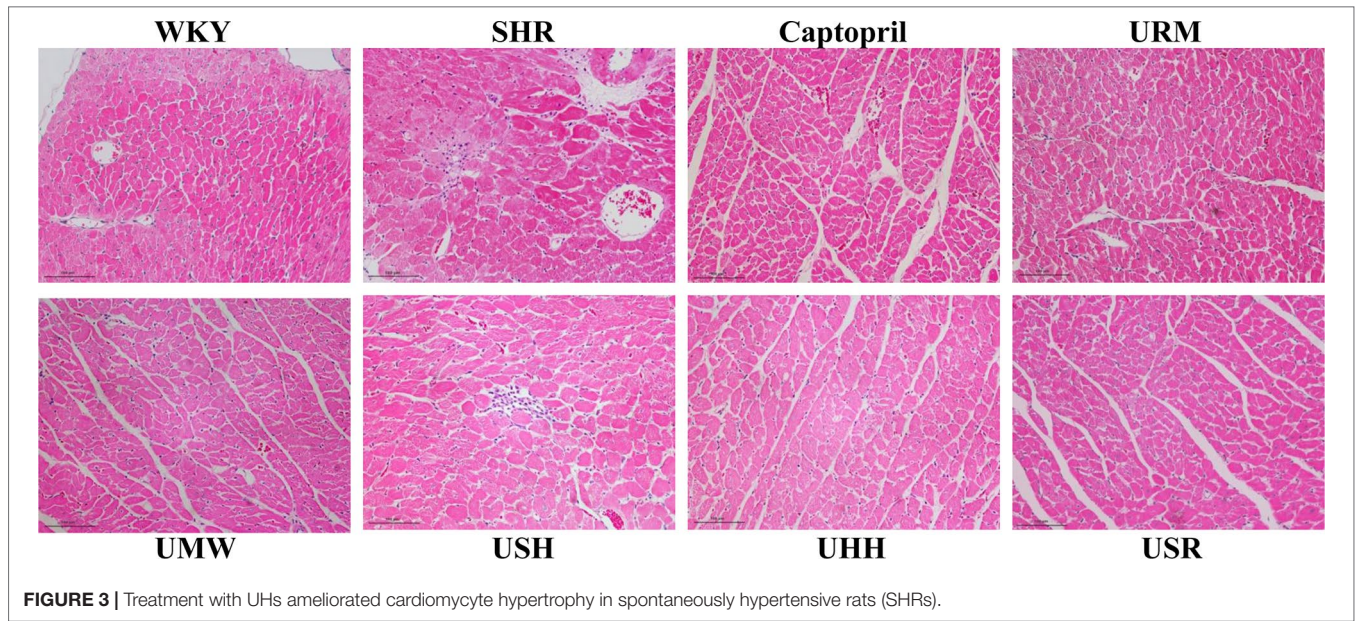 WKY SHR Captopril URM
UMW USH UHH USR
FIGURE 3 | Treatment with UHs ameliorated cardiomycyte hypertrophy in spontaneously hypertensive rats (SHRs).